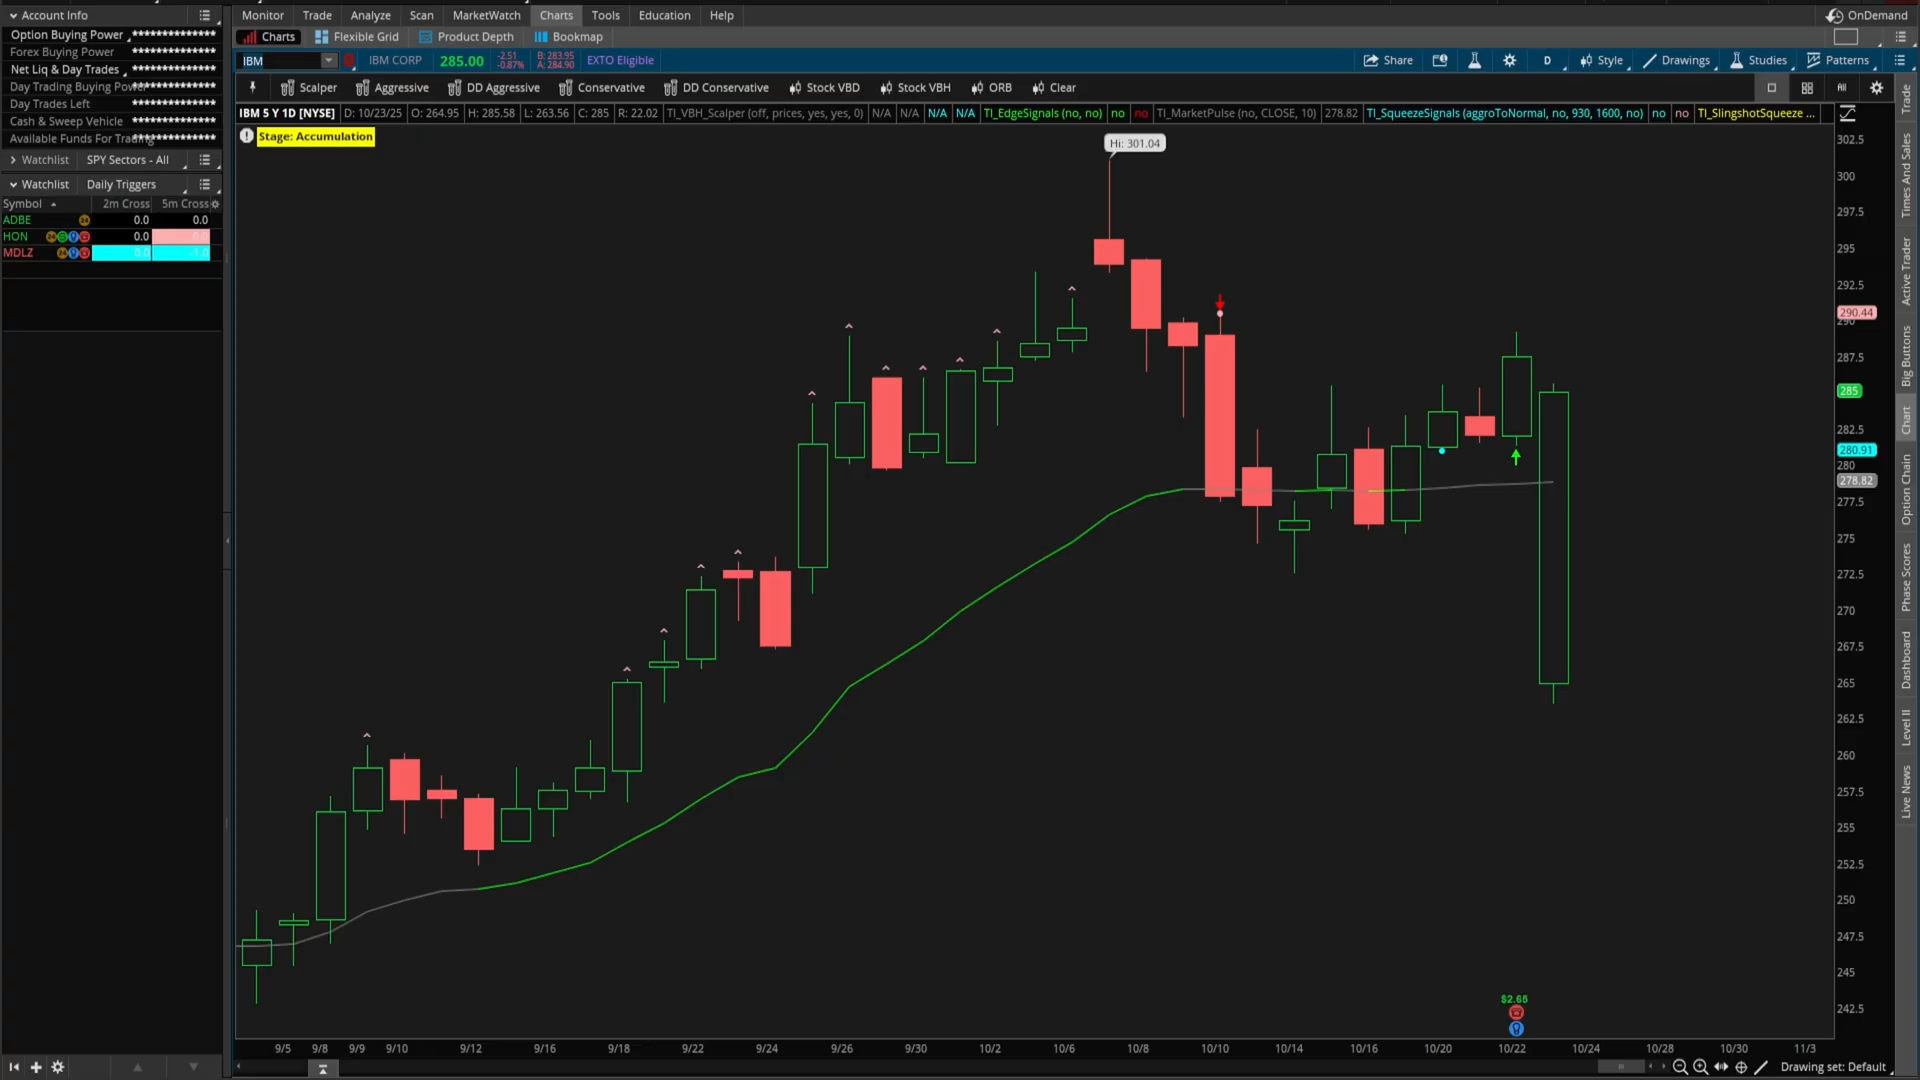 Account Info
Option Buying Power ***************
Forex Buying Power ***************
Net Liq & Day Trades ***************
Day Trading Buying Power ***************
Day Trades Left ***************
Cash & Sweep Vehicle ***************
Available Funds For Trading ***************
Watchlist SPY Sectors - All
Watchlist Daily Triggers
Symbol 2m Cross 5m Cross
ADBE 0.0 0.0
HON 0.0
MDLZ
Monitor Trade Analyze Scan MarketWatch Charts Tools Education Help OnDemand
Charts Flexible Grid Product Depth Bookmap
IBM IBM CORP 285.00 -2.51 -0.87% B: 283.95 A: 284.90 EXTO Eligible Share D Style Drawings Studies Patterns
Scalper Aggressive DD Aggressive Conservative DD Conservative Stock VBD Stock VBH ORB Clear All
IBM 5 Y 1D [NYSE] D: 10/23/25 O: 264.95 H: 285.58 L: 263.56 C: 285 R: 22.02 TI_VBH_Scalper (off, prices, yes, yes, 0) N/A N/A N/A N/A TI_EdgeSignals (no, no) no no TI_MarketPulse (no, CLOSE, 10) 278.82 TI_SqueezeSignals (aggroToNormal, no, 930, 1600, no) no no TI_SlingshotSqueeze ...
Stage: Accumulation
Hi: 301.04
302.5
300
297.5
295
292.5
290.44
290
287.5
285
282.5
280.91
280
278.82
277.5
275
272.5
270
267.5
265
262.5
260
257.5
255
252.5
250
247.5
245
242.5
$2.65
9/5 9/8 9/9 9/10 9/12 9/16 9/18 9/22 9/24 9/26 9/30 10/2 10/6 10/8 10/10 10/14 10/16 10/20 10/22 10/24 10/28 10/30 11/3
Drawing set: Default
Trade
Times And Sales
Active Trader
Big Buttons
Chart
Option Chain
Phase Scores
Dashboard
Level II
Live News